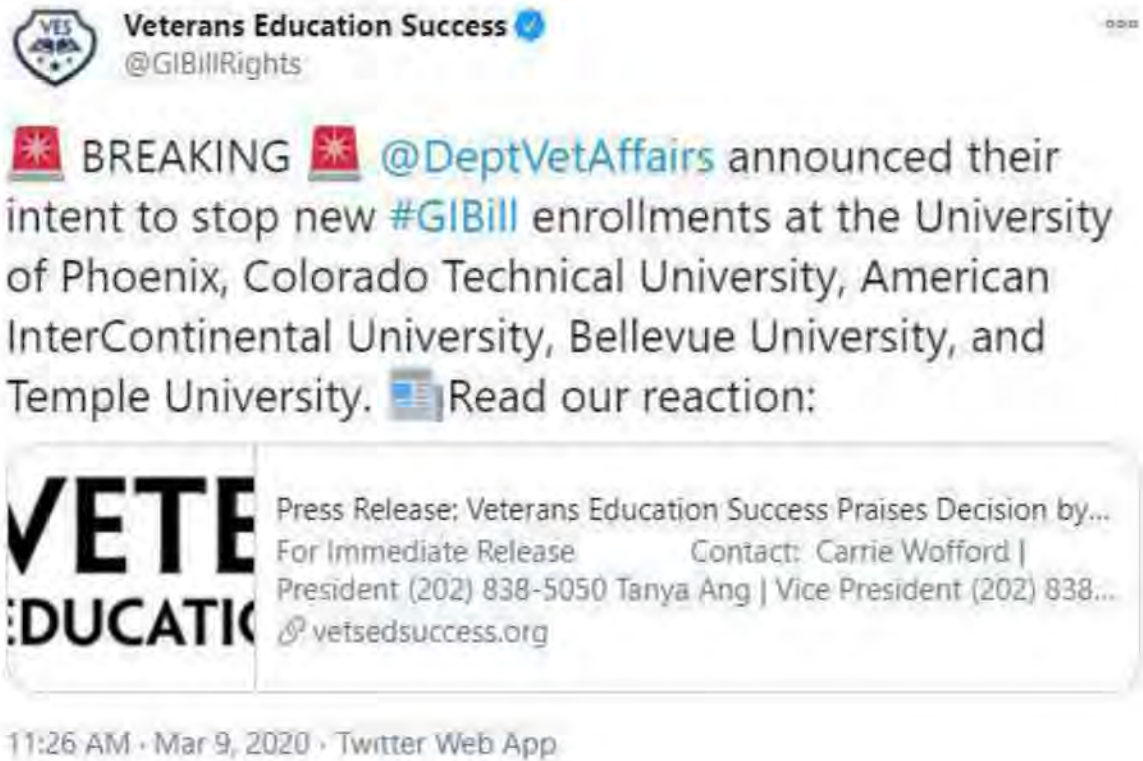 VES
Veterans Education Success
@GIBillRights
🚨 BREAKING 🚨 @DeptVetAffairs announced their
intent to stop new #GIBill enrollments at the University
of Phoenix, Colorado Technical University, American
InterContinental University, Bellevue University, and
Temple University. 📰Read our reaction:
VETE
EDUCATI
Press Release: Veterans Education Success Praises Decision by...
For Immediate Release Contact: Carrie Wofford |
President (202) 838-5050 Tanya Ang | Vice President (202) 838...
vetsedsuccess.org
11:26 AM · Mar 9, 2020 · Twitter Web App